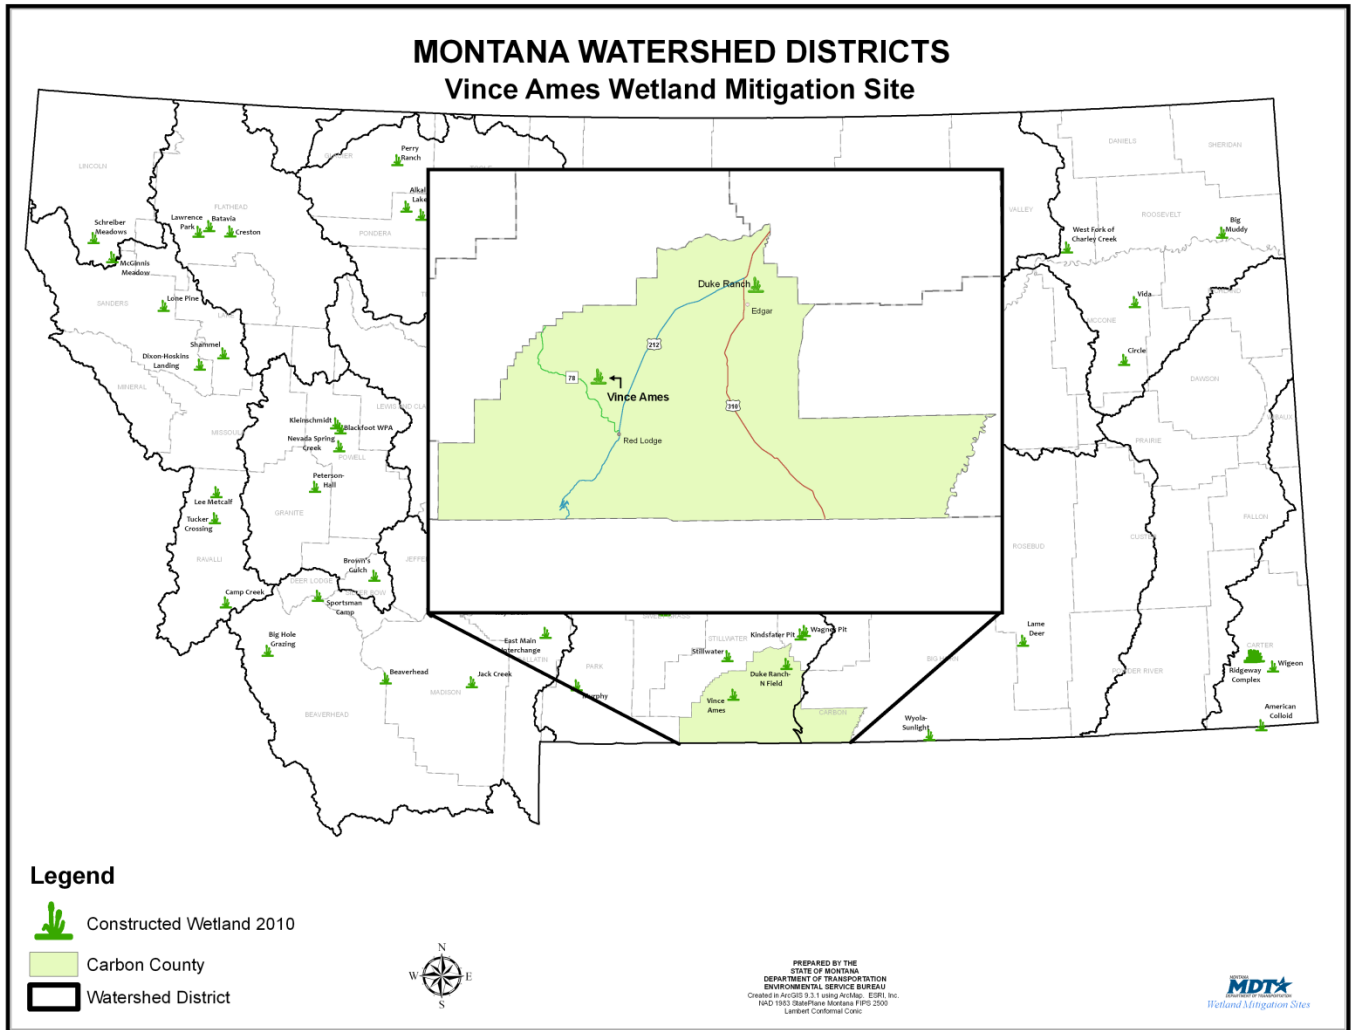 MONTANA WATERSHED DISTRICTS
Vince Ames Wetland Mitigation Site
LINCOLN
FLATHEAD
PONDERA
SANDERS
MINERAL
POWELL
GRANITE
RAVALLI
DEER LODGE
BEAVERHEAD
MADISON
PARK
STILLWATER
CARBON
ROSEBUD
VALLEY
DANIELS
SHERIDAN
ROOSEVELT
DAWSON
PRAIRIE
FALLON
CARTER
Perry
Ranch
Schreiber
Meadows
McGinnis
Meadow
Lawrence
Park
Batavia
Creston
Lone Pine
Shammel
Dixon-Hoskins
Landing
Kleinschmidt
Blackfoot WPA
Nevada Spring
Creek
Peterson-
Hall
Lee Metcalf
Tucker
Crossing
Brown's
Gulch
Camp Creek
Sportsman
Camp
Big Hole
Grazing
Beaverhead
Jack Creek
East Main
Interchange
Stillwater
Kindsfater Pit
Duke Ranch-
N Field
Vince
Ames
Wyola-
Sunlight
Lame
Deer
Ridgeway
Complex
Wigeon
American
Colloid
West Fork of
Charley Creek
Big
Muddy
Vida
Circle
Duke Ranch
Edgar
212
78
310
Vince Ames
Red Lodge
Legend
Constructed Wetland 2010
Carbon County
Watershed District
N
W
E
S
PREPARED BY THE
STATE OF MONTANA
DEPARTMENT OF TRANSPORTATION
ENVIRONMENTAL SERVICE BUREAU
Created in ArcGIS 9.3.1 using ArcMap. ESRI, Inc.
NAD 1983 StatePlane Montana FIPS 2500
Lambert Conformal Conic
MONTANA
MDT
DEPARTMENT OF TRANSPORTATION
Wetland Mitigation Sites